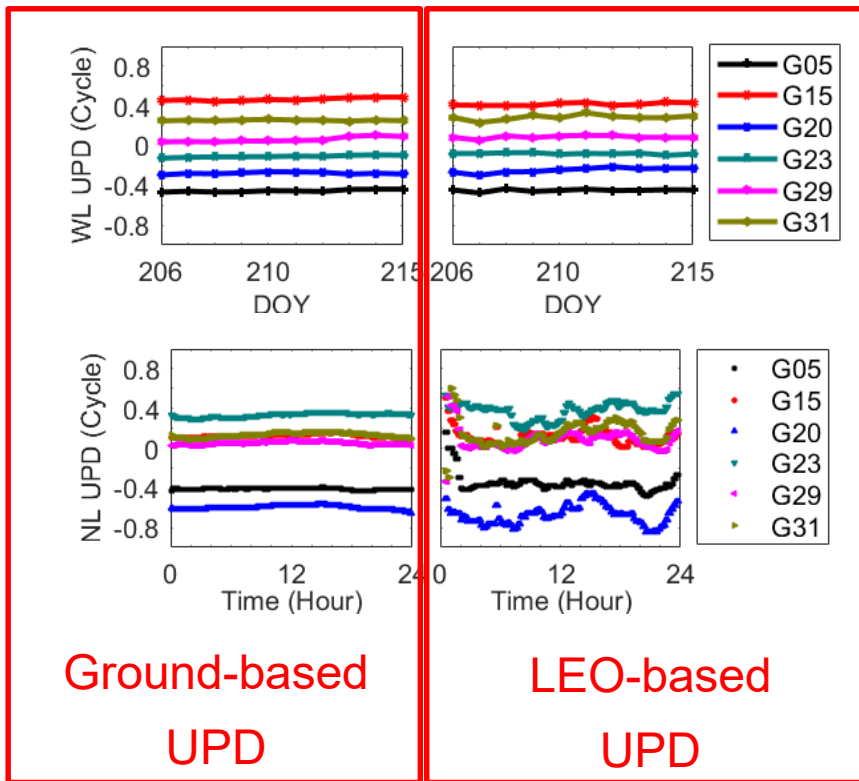 WL UPD (Cycle)
0.8
0.4
0
-0.4
-0.8
206
210
215
DOY
206
210
215
DOY
G05
G15
G20
G23
G29
G31
NL UPD (Cycle)
0.8
0.4
0
-0.4
-0.8
0
12
24
Time (Hour)
0
12
24
Time (Hour)
G05
G15
G20
G23
G29
G31
Ground-based
UPD
LEO-based
UPD